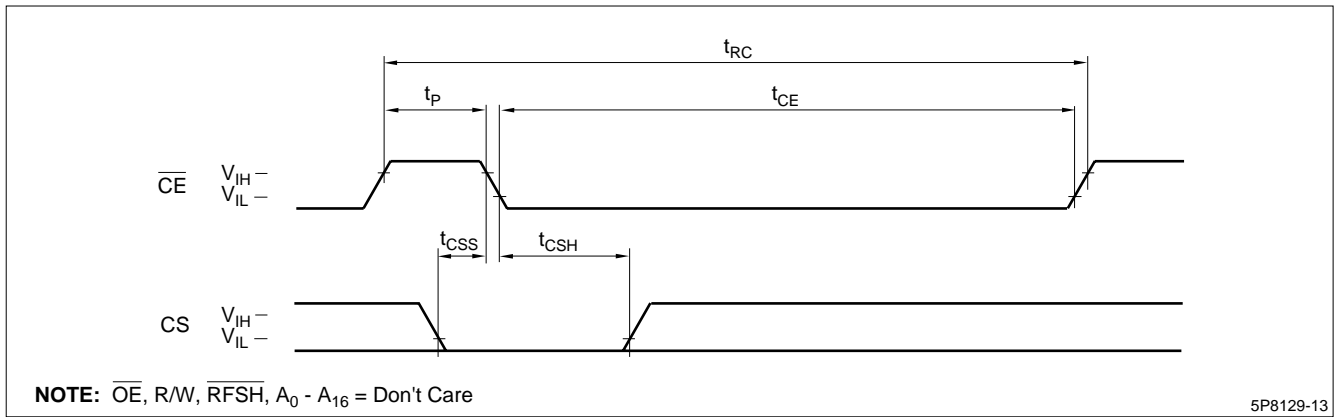 tRC
tP tCE
CE VIH –
VIL –
tCSS tCSH
CS VIH –
VIL –
NOTE: OE, R/W, RFSH, A0 - A16 = Don't Care
5P8129-13